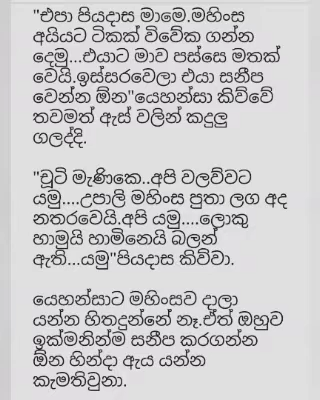 "එපා පියදාස මාමෙ.මහිංස
අයියට ටිකක් විවේක ගන්න
දෙමු...එයාට මාව පස්සෙ මතක්
වෙයි.ඉස්සරවෙලා එයා සනීප
වෙන්න ඕන"යෙහන්සා කිව්වේ
තවමත් ඇස් වලින් කදුලු
ගලද්දි.
"චූටි මැණිකෙ..අපි වලව්වට
යමු....උපාලි මහිංස පුතා ලග අද
නතරවෙයි.අපි යමු....ලොකු
හාමුයි හාමිනෙයි බලන්
ඇති...යමු"පියදාස කිව්වා.
යෙහන්සාට මහිංසව දාලා
යන්න හිතදුන්නේ නෑ.ඒත් ඔහුව
ඉක්මනින්ම සනීප කරගන්න
ඕන හින්දා ඇය යන්න
කැමතිවුනා.